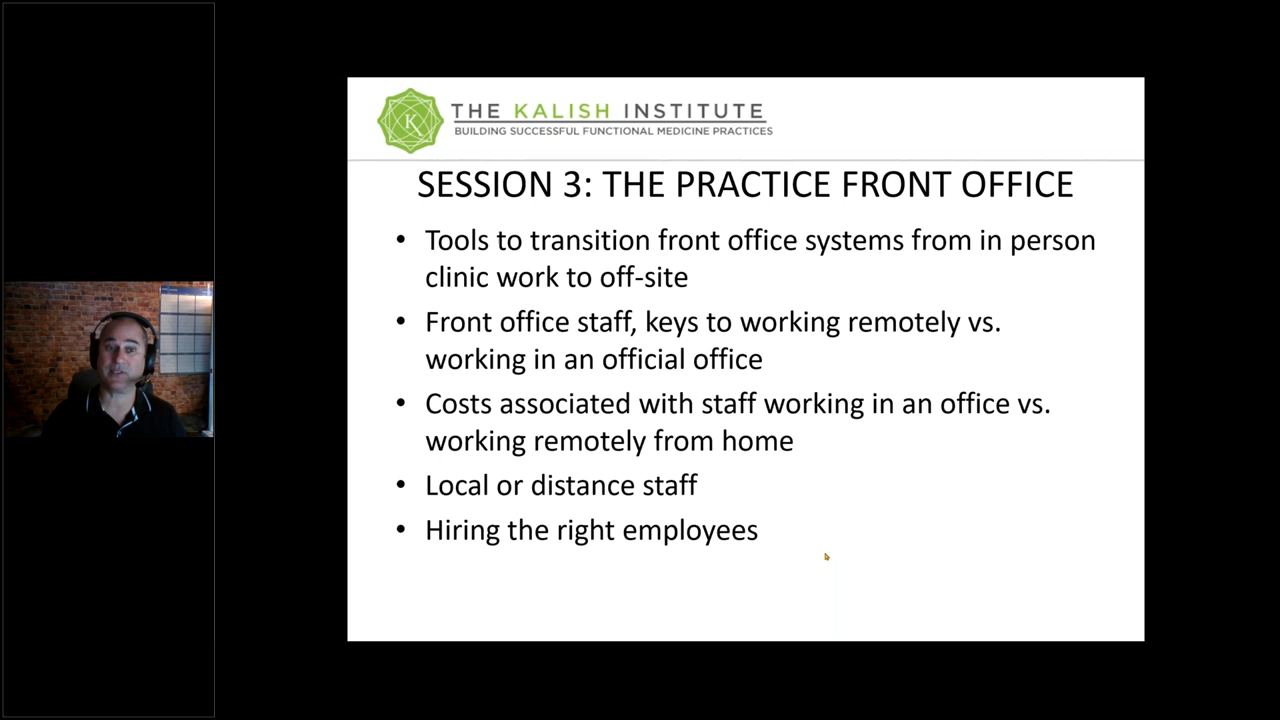 THE KALISH INSTITUTE
BUILDING SUCCESSFUL FUNCTIONAL MEDICINE PRACTICES
K
SESSION 3: THE PRACTICE FRONT OFFICE
• Tools to transition front office systems from in person
clinic work to off-site
• Front office staff, keys to working remotely vs.
working in an official office
• Costs associated with staff working in an office vs.
working remotely from home
• Local or distance staff
• Hiring the right employees